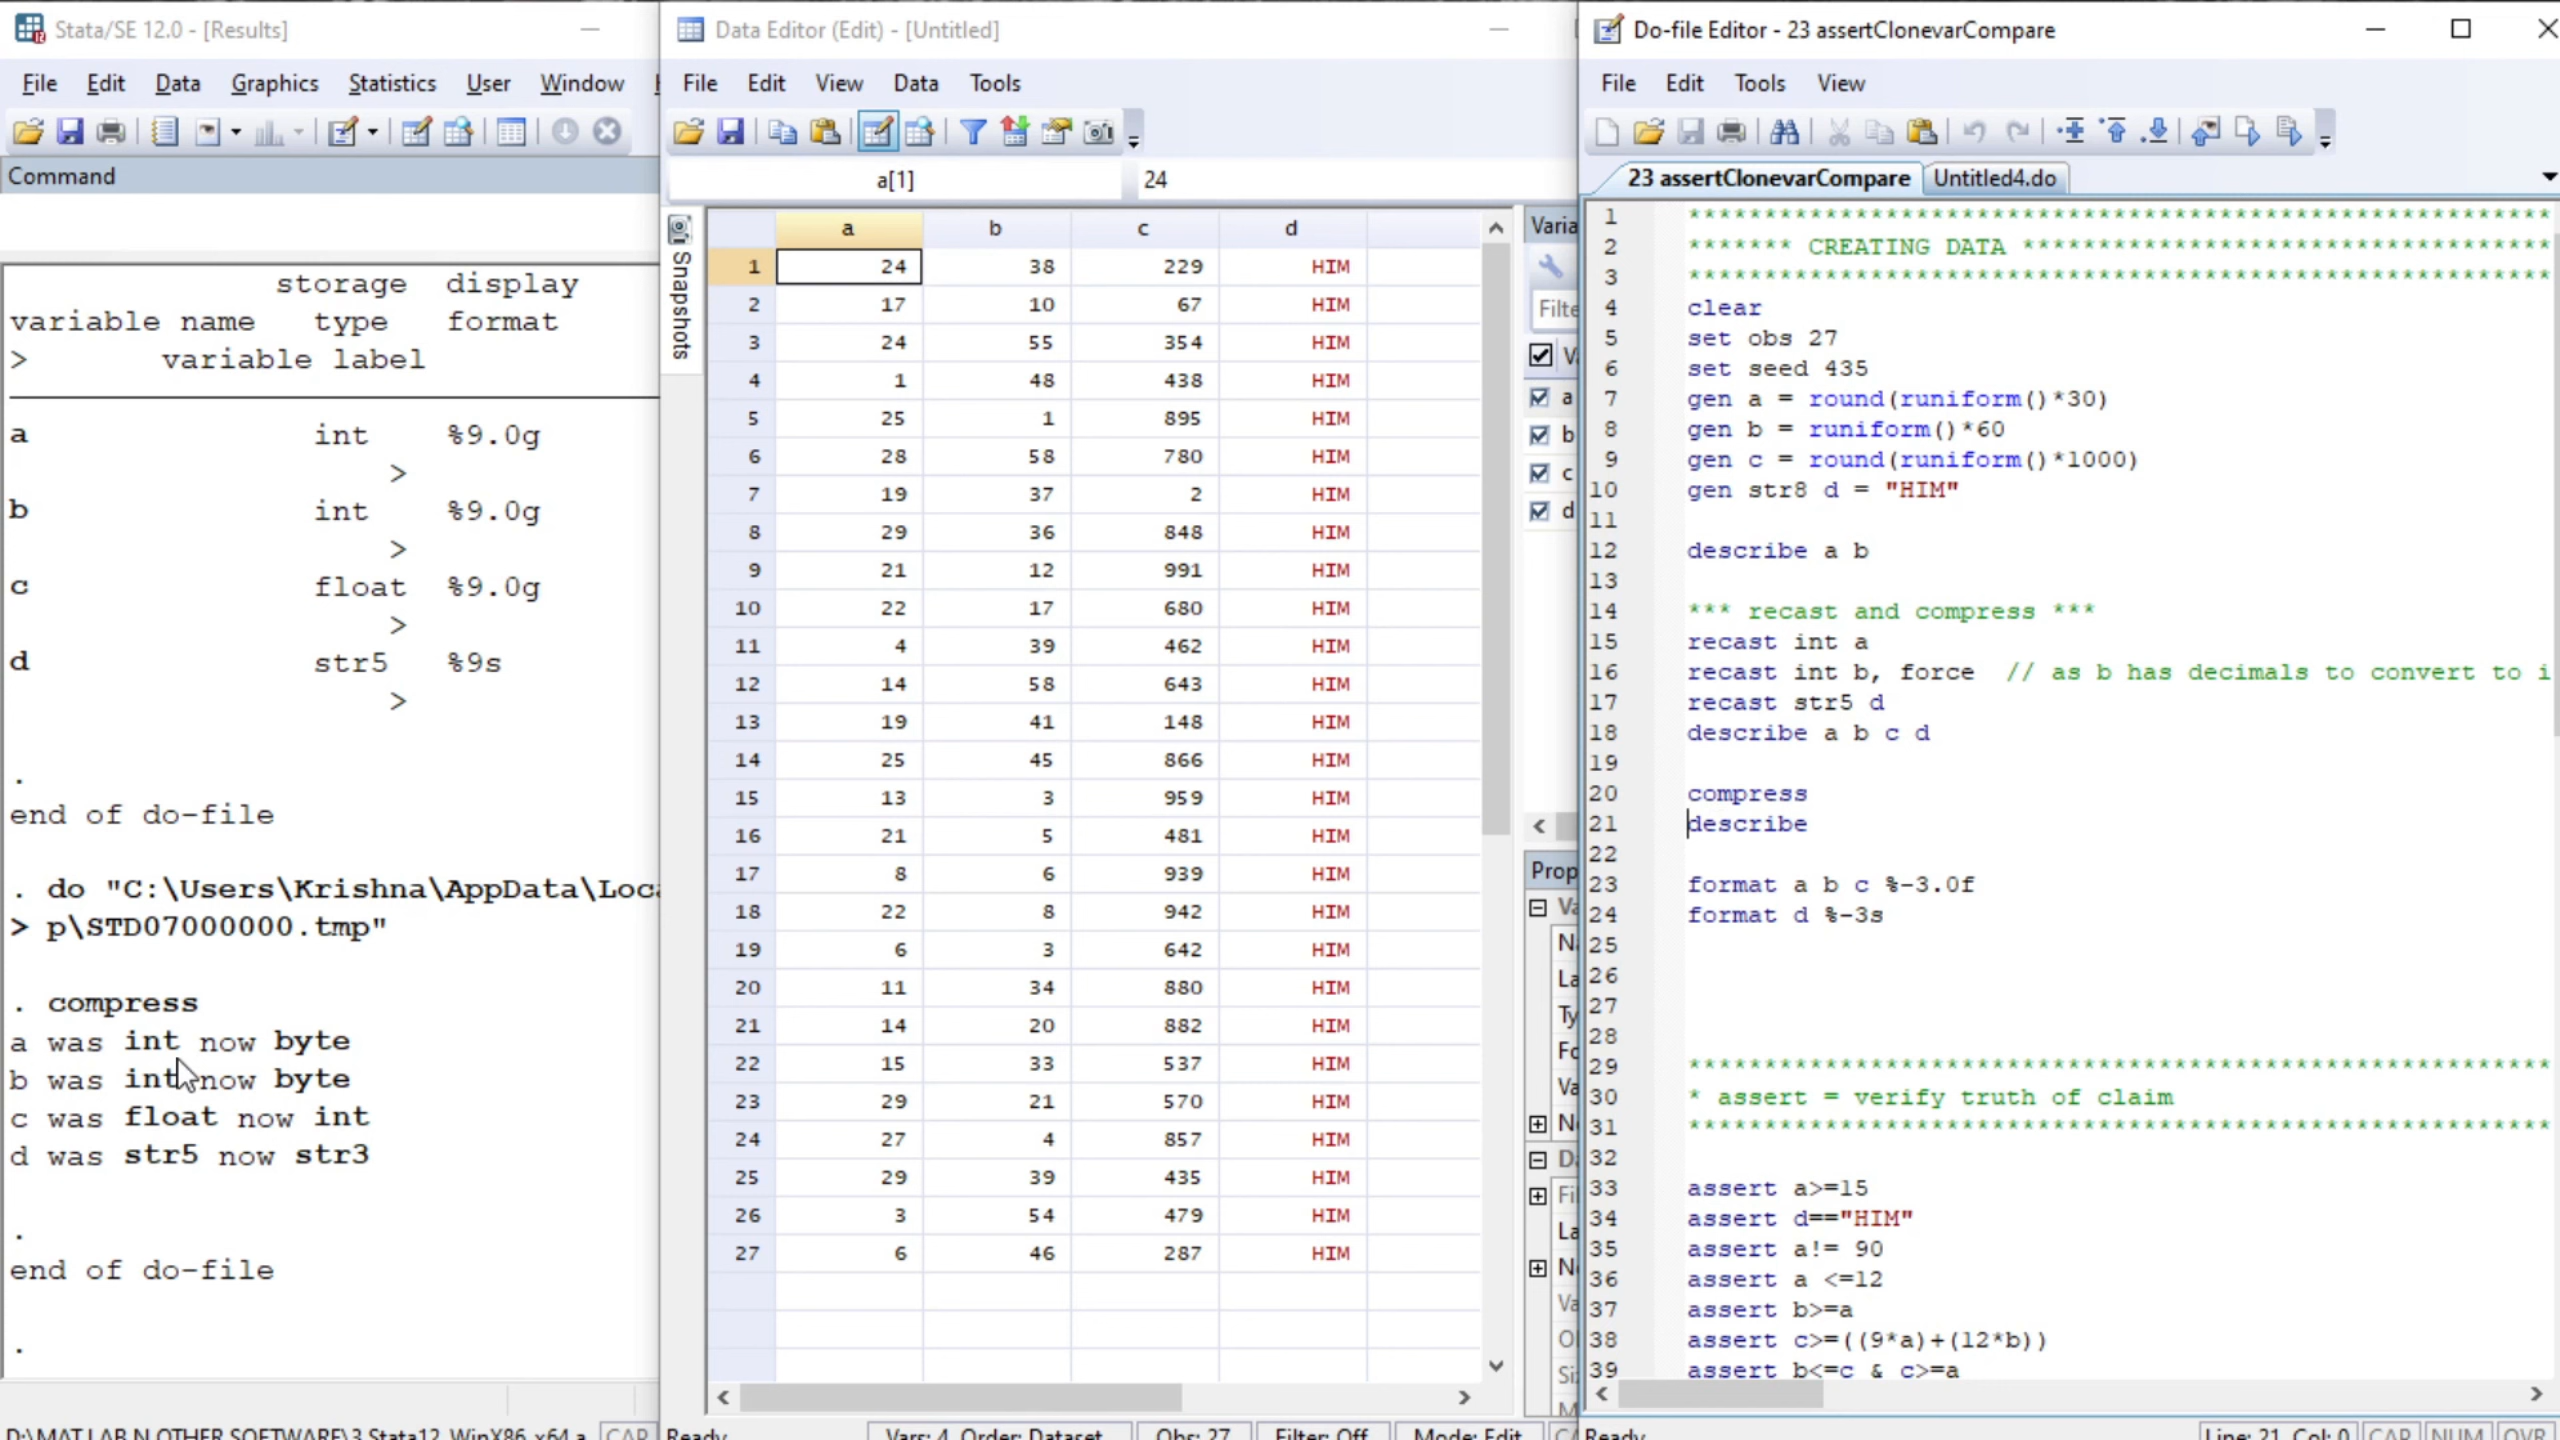 Stata/SE 12.0 - [Results]
File Edit Data Graphics Statistics User Window
Command
storage display
variable name type format
> variable label
a int %9.0g
>
b int %9.0g
>
c float %9.0g
>
d str5 %9s
>
.
end of do-file
. do "C:\Users\Krishna\AppData\Loca
> p\STD07000000.tmp"
. compress
a was int now byte
b was int now byte
c was float now int
d was str5 now str3
.
end of do-file
.
Data Editor (Edit) - [Untitled]
File Edit View Data Tools
a[1] 24
Snapshots
a b c d
1 24 38 229 HIM
2 17 10 67 HIM
3 24 55 354 HIM
4 1 48 438 HIM
5 25 1 895 HIM
6 28 58 780 HIM
7 19 37 2 HIM
8 29 36 848 HIM
9 21 12 991 HIM
10 22 17 680 HIM
11 4 39 462 HIM
12 14 58 643 HIM
13 19 41 148 HIM
14 25 45 866 HIM
15 13 3 959 HIM
16 21 5 481 HIM
17 8 6 939 HIM
18 22 8 942 HIM
19 6 3 642 HIM
20 11 34 880 HIM
21 14 20 882 HIM
22 15 33 537 HIM
23 29 21 570 HIM
24 27 4 857 HIM
25 29 39 435 HIM
26 3 54 479 HIM
27 6 46 287 HIM
Varia
Filte
V
a
b
c
d
Prop
Va
Na
La
Ty
Fo
Va
N
D
Fi
La
N
Va
Si
M
Ready Vars: 4 Order: Dataset Obs: 27 Filter: Off Mode: Edit
Do-file Editor - 23 assertClonevarCompare
File Edit Tools View
23 assertClonevarCompare Untitled4.do
1 *********************************************************
2 ******* CREATING DATA ***********************************
3 *********************************************************
4 clear
5 set obs 27
6 set seed 435
7 gen a = round(runiform()*30)
8 gen b = runiform()*60
9 gen c = round(runiform()*1000)
10 gen str8 d = "HIM"
11
12 describe a b
13
14 *** recast and compress ***
15 recast int a
16 recast int b, force // as b has decimals to convert to i
17 recast str5 d
18 describe a b c d
19
20 compress
21 describe
22
23 format a b c %-3.0f
24 format d %-3s
25
26
27
28
29 *********************************************************
30 * assert = verify truth of claim
31 *********************************************************
32
33 assert a>=15
34 assert d=="HIM"
35 assert a!= 90
36 assert a <=12
37 assert b>=a
38 assert c>=((9*a)+(12*b))
39 assert b<=c & c>=a
Ready Line: 21, Col: 0 CAP NUM OVR